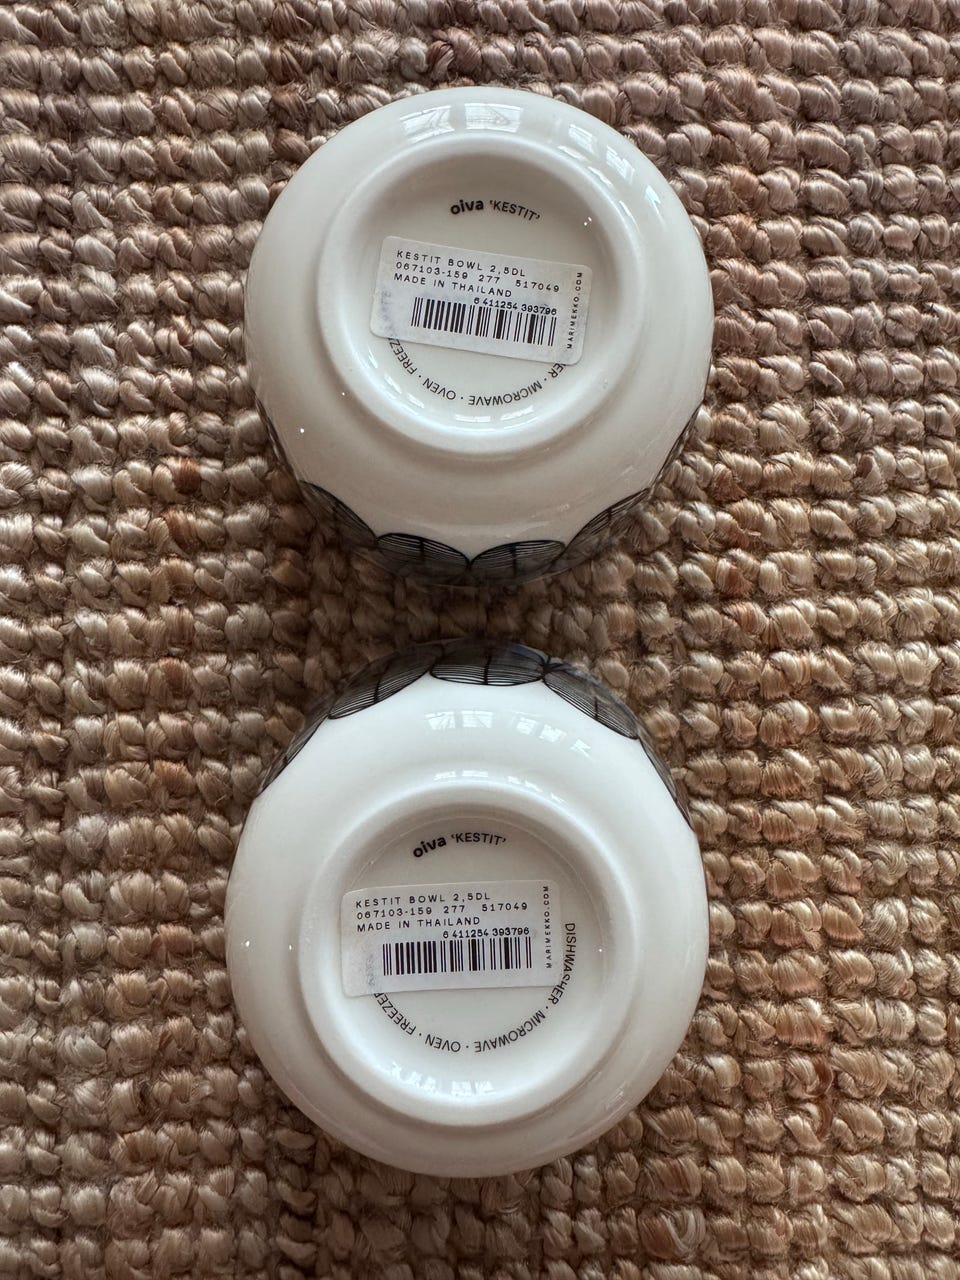 oiva 'KESTIT'
KESTIT BOWL 2,5DL
067103-159 277 517049
MADE IN THAILAND
6 411254 393796
MARIMEKKO.COM
MICROWAVE · OVEN ·
oiva 'KESTIT'
KESTIT BOWL 2,5DL
067103-159 277 517049
MADE IN THAILAND
6 411254 393796
MARIMEKKO.COM
DISHWASHER · MICROWAVE · OVEN · FREEZER